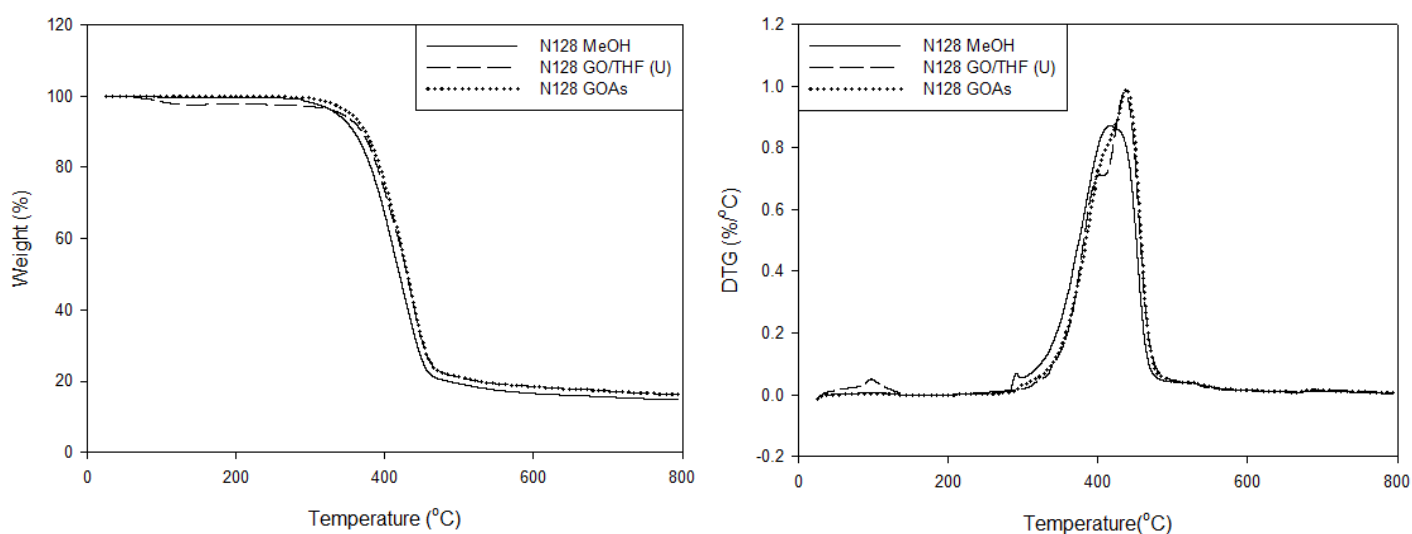 120
100
80
60
40
20
0
Weight (%)
0 200 400 600 800
Temperature (°C)
N128 MeOH
N128 GO/THF (U)
N128 GOAs
1.2
1.0
0.8
0.6
0.4
0.2
0.0
-0.2
DTG (%/°C)
0 200 400 600 800
Temperature(°C)
N128 MeOH
N128 GO/THF (U)
N128 GOAs